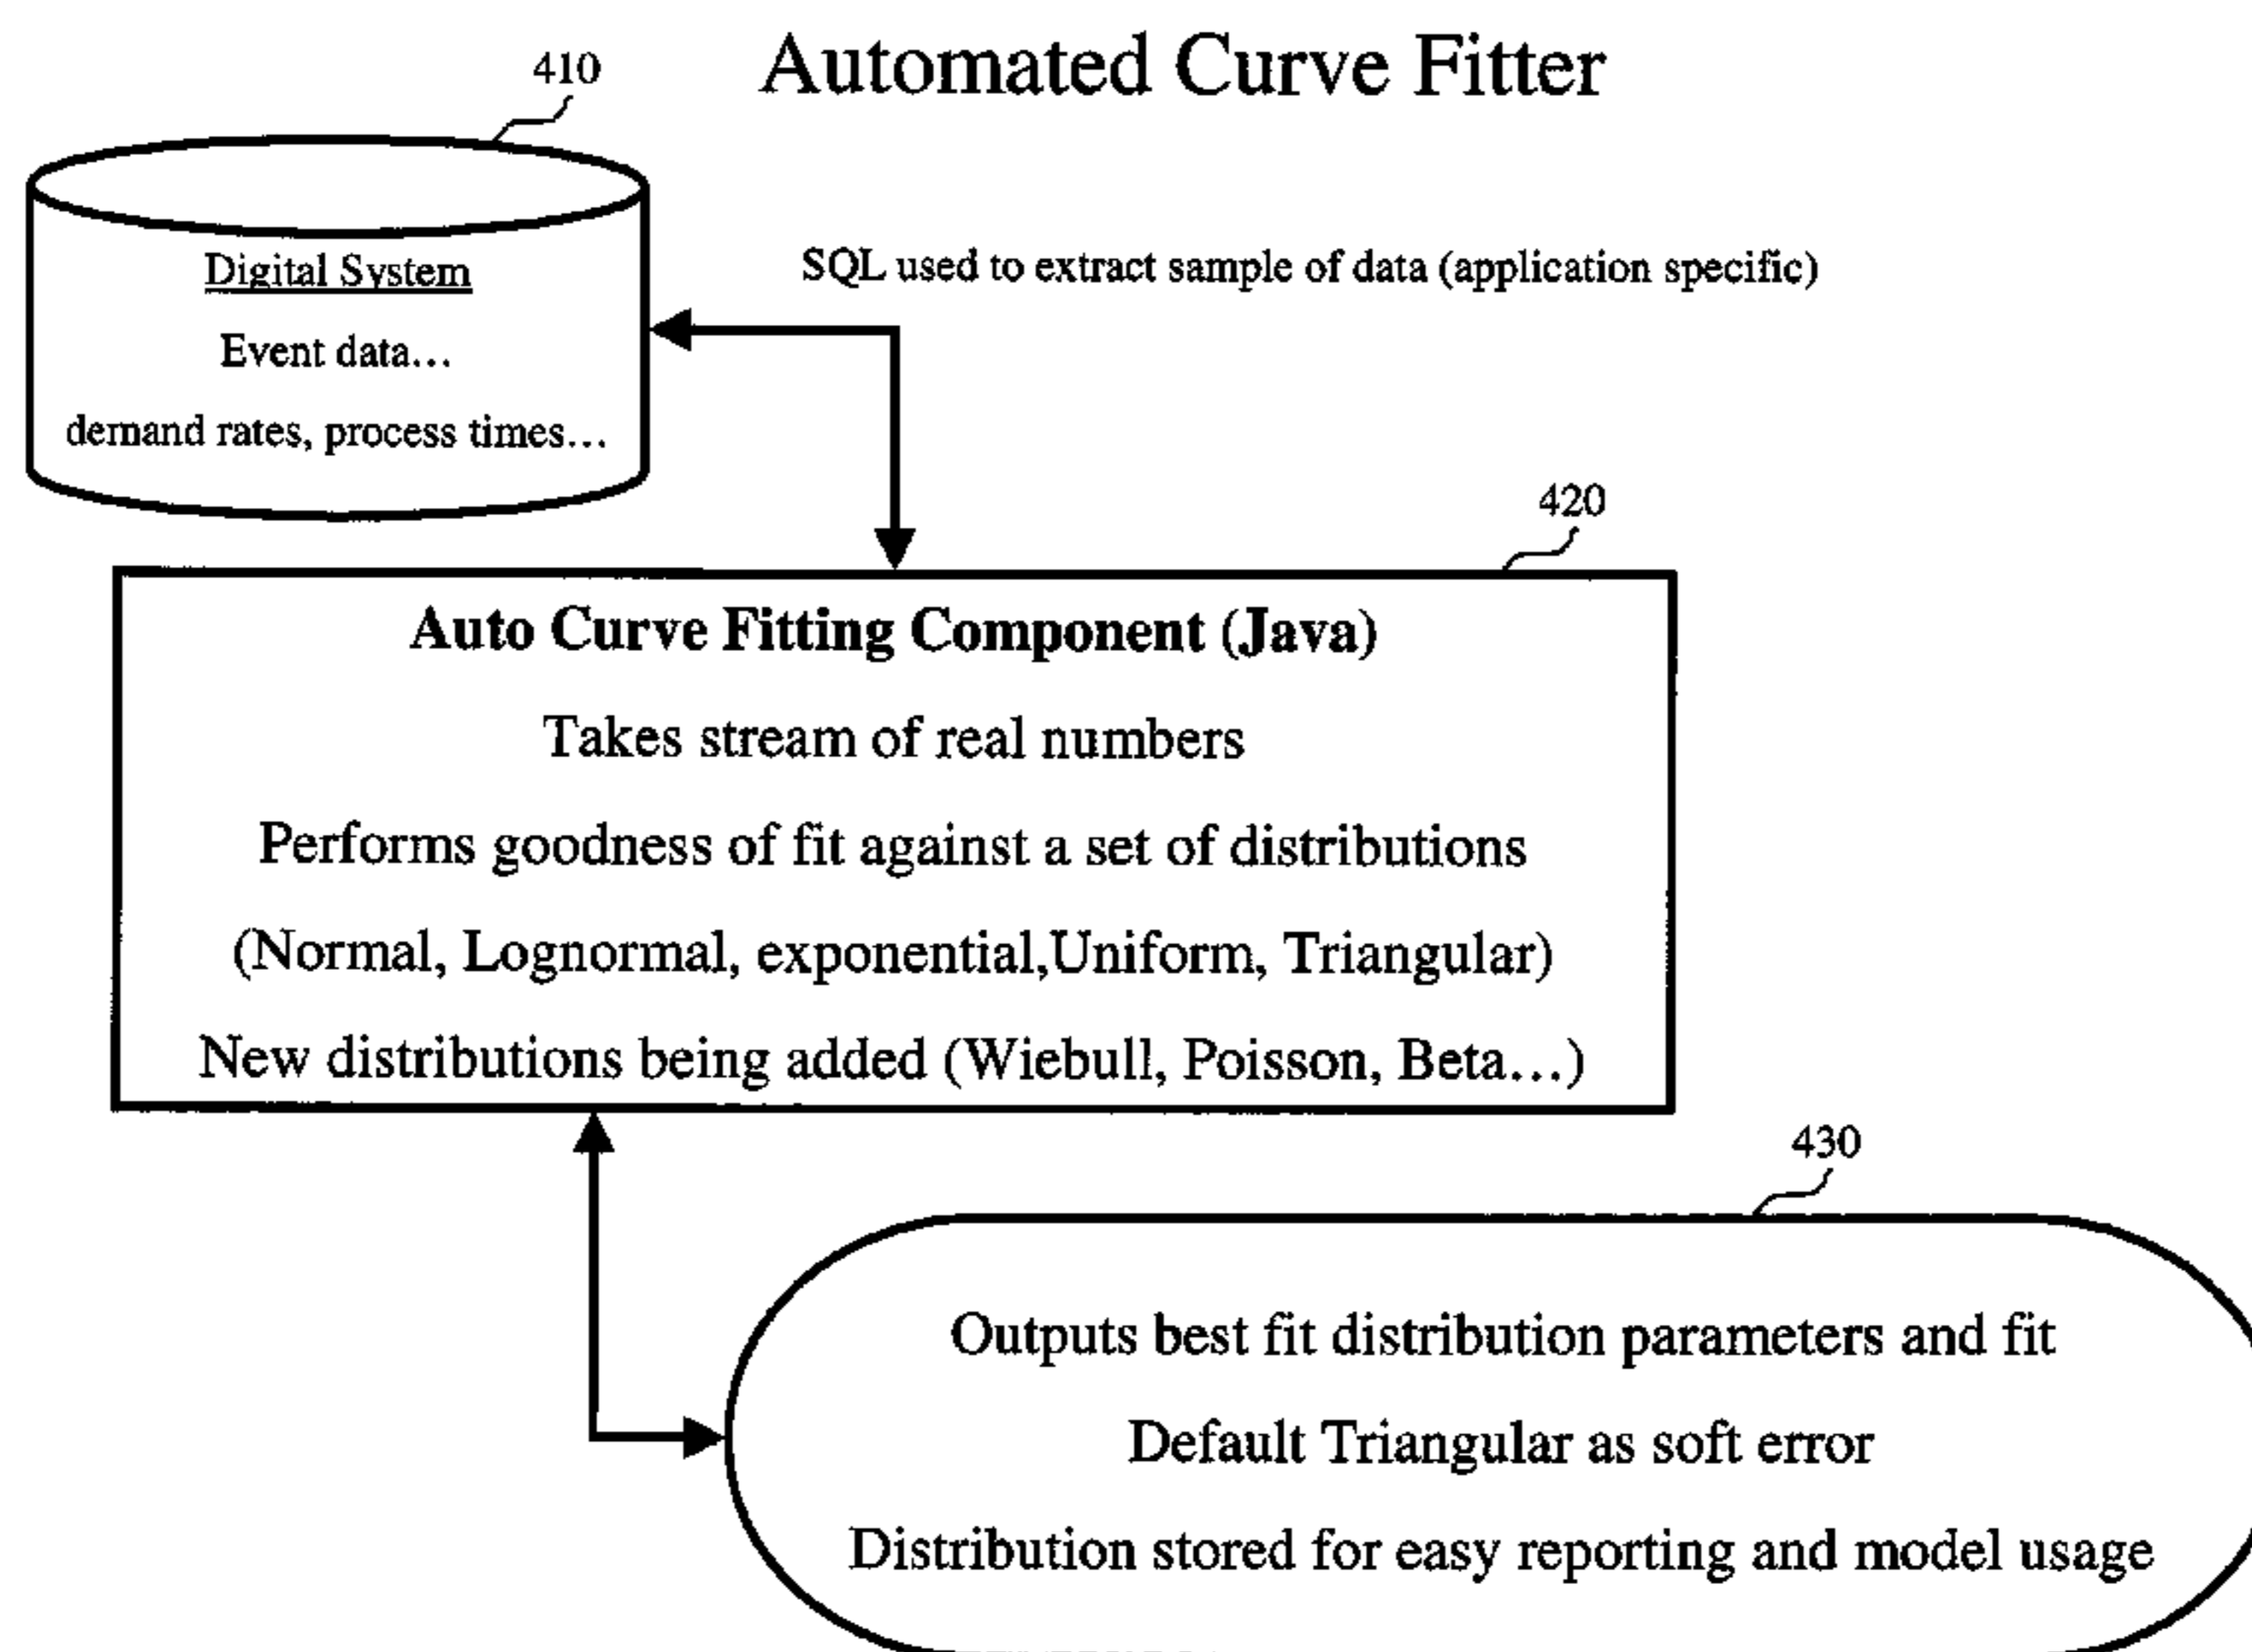 Automated Curve Fitter
410
Digital System
Event data...
demand rates, process times...
SQL used to extract sample of data (application specific)
420
Auto Curve Fitting Component (Java)
Takes stream of real numbers
Performs goodness of fit against a set of distributions
(Normal, Lognormal, exponential,Uniform, Triangular)
New distributions being added (Wiebull, Poisson, Beta...)
430
Outputs best fit distribution parameters and fit
Default Triangular as soft error
Distribution stored for easy reporting and model usage